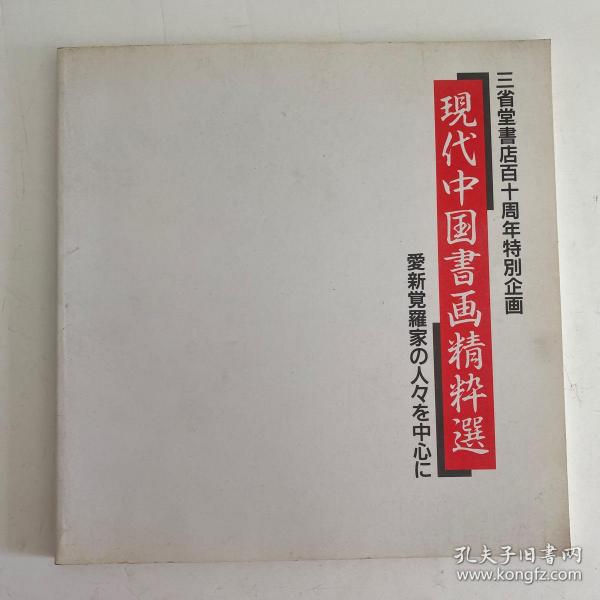 三省堂書店百十周年特別企画
現代中国書画精粋選
愛新覚羅家の人々を中心に
孔夫子旧书网
www.kongfz.com